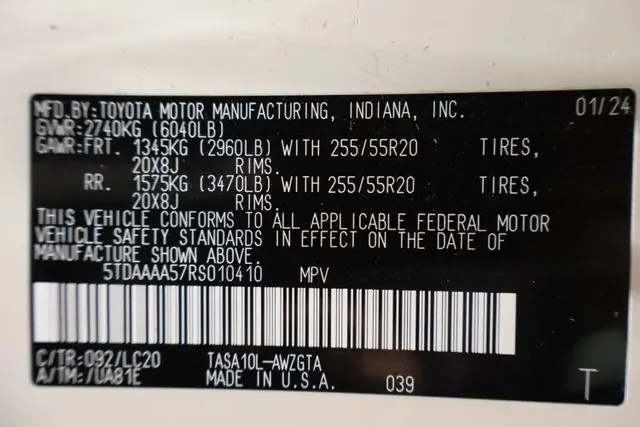 MFD.BY:TOYOTA MOTOR MANUFACTURING, INDIANA, INC. 01/24
GVWR:2740KG (6040LB)
GAWR:FRT. 1345KG (2960LB) WITH 255/55R20 TIRES,
20X8J RIMS.
RR. 1575KG (3470LB) WITH 255/55R20 TIRES,
20X8J RIMS.
THIS VEHICLE CONFORMS TO ALL APPLICABLE FEDERAL MOTOR
VEHICLE SAFETY STANDARDS IN EFFECT ON THE DATE OF
MANUFACTURE SHOWN ABOVE.
5TDAAAA57RS010410 MPV
C/TR:092/LC20 TASA10L-AWZGTA
A/TM:/UA81E MADE IN U.S.A. 039 T